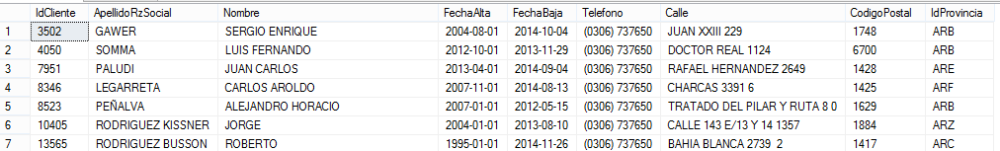 IdCliente ApellidoRzSocial Nombre FechaAlta FechaBaja Telefono Calle CodigoPostal IdProvincia
1 3502 GAWER SERGIO ENRIQUE 2004-08-01 2014-10-04 (0306) 737650 JUAN XXIII 229 1748 ARB
2 4050 SOMMA LUIS FERNANDO 2012-10-01 2013-11-29 (0306) 737650 DOCTOR REAL 1124 6700 ARB
3 7951 PALUDI JUAN CARLOS 2013-04-01 2014-09-04 (0306) 737650 RAFAEL HERNANDEZ 2649 1428 ARE
4 8346 LEGARRETA CARLOS AROLDO 2007-11-01 2014-08-13 (0306) 737650 CHARCAS 3391 6 1425 ARF
5 8523 PEÑALVA ALEJANDRO HORACIO 2007-01-01 2012-05-15 (0306) 737650 TRATADO DEL PILAR Y RUTA 8 0 1629 ARB
6 10405 RODRIGUEZ KISSNER JORGE 2004-01-01 2013-08-10 (0306) 737650 CALLE 143 E/13 Y 14 1357 1884 ARZ
7 13565 RODRIGUEZ BUSSON ROBERTO 1995-01-01 2014-11-26 (0306) 737650 BAHIA BLANCA 2739 2 1417 ARC